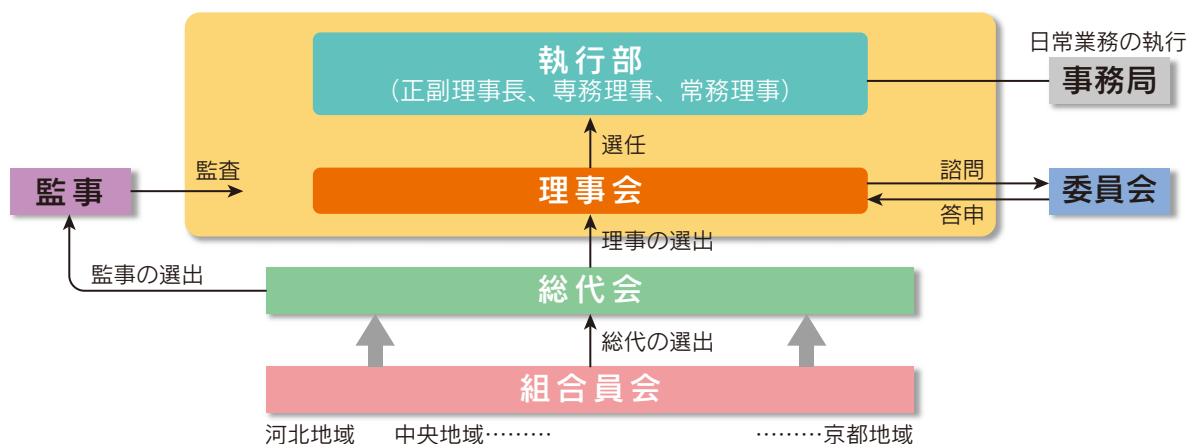 執行部
(正副理事長、専務理事、常務理事)
日常業務の執行
事務局
選任
監事
監査
理事会
諮問
答申
委員会
理事の選出
監事の選出
総代会
総代の選出
組合員会
河北地域
中央地域………
………京都地域